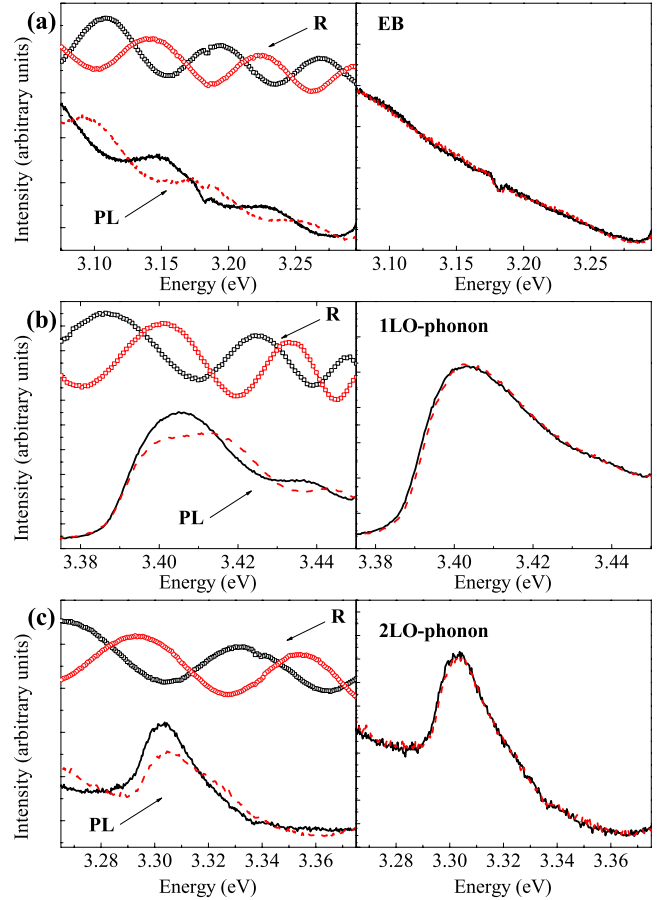 (a)
R
EB
PL
Intensity (arbitrary units)
3.10 3.15 3.20 3.25
3.10 3.15 3.20 3.25
Energy (eV)
Energy (eV)
(b)
R
1LO-phonon
PL
Intensity (arbitrary units)
3.38 3.40 3.42 3.44
3.38 3.40 3.42 3.44
Energy (eV)
Energy (eV)
(c)
R
2LO-phonon
PL
Intensity (arbitrary units)
3.28 3.30 3.32 3.34 3.36
3.28 3.30 3.32 3.34 3.36
Energy (eV)
Energy (eV)